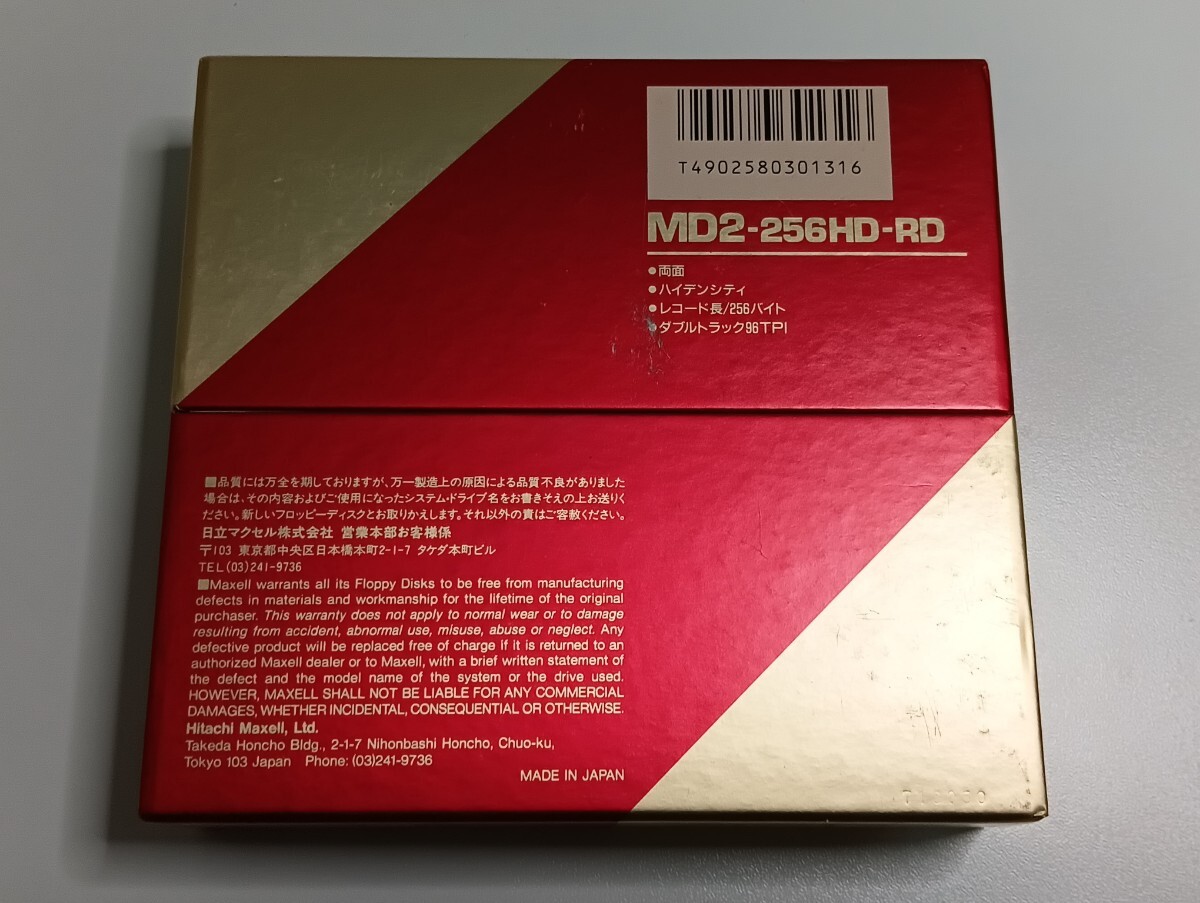 T4902580301316
MD2-256HD-RD
●両面
●ハイデンシティ
●レコード長/256バイト
●ダブルトラック96TPI
■品質には万全を期しておりますが、万一製造上の原因による品質不良がありました
場合は、その内容およびご使用になったシステム・ドライブ名をお書きそえの上お送りく
ださい。新しいフロッピーディスクとお取りかえします。それ以外の責はご容赦ください。
日立マクセル株式会社 営業本部お客様係
〒103 東京都中央区日本橋本町2-1-7 タケダ本町ビル
TEL(03)241-9736
■Maxell warrants all its Floppy Disks to be free from manufacturing
defects in materials and workmanship for the lifetime of the original
purchaser. This warranty does not apply to normal wear or to damage
resulting from accident, abnormal use, misuse, abuse or neglect. Any
defective product will be replaced free of charge if it is returned to an
authorized Maxell dealer or to Maxell, with a brief written statement of
the defect and the model name of the system or the drive used.
HOWEVER, MAXELL SHALL NOT BE LIABLE FOR ANY COMMERCIAL
DAMAGES, WHETHER INCIDENTAL, CONSEQUENTIAL OR OTHERWISE.
Hitachi Maxell, Ltd.
Takeda Honcho Bldg., 2-1-7 Nihonbashi Honcho, Chuo-ku,
Tokyo 103 Japan Phone: (03)241-9736
MADE IN JAPAN